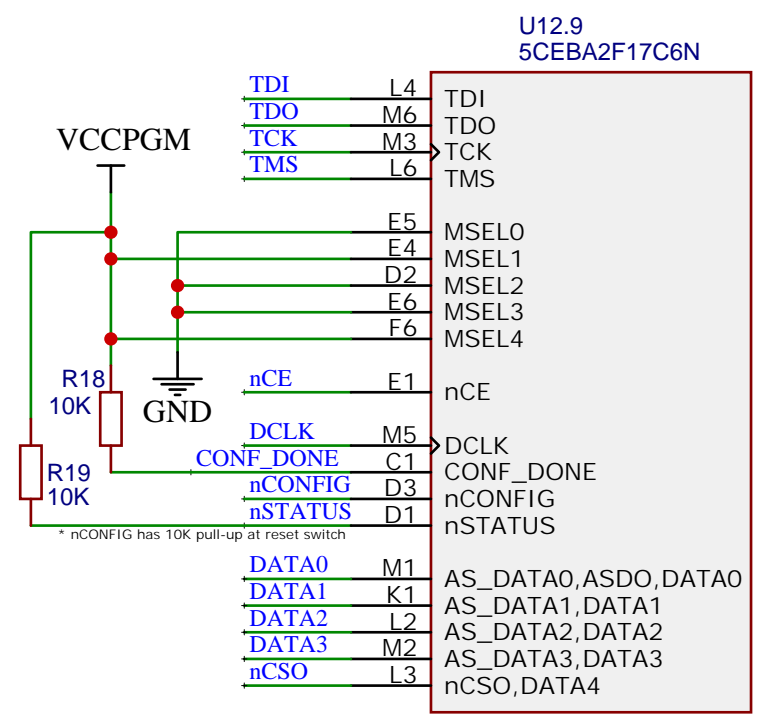 U12.9
5CEBA2F17C6N
VCCPGM
TDI L4 TDI
TDO M6 TDO
TCK M3 TCK
TMS L6 TMS
E5 MSEL0
E4 MSEL1
D2 MSEL2
E6 MSEL3
F6 MSEL4
R18
10K
GND
nCE E1 nCE
DCLK M5 DCLK
CONF_DONE C1 CONF_DONE
R19
10K
nCONFIG D3 nCONFIG
nSTATUS D1 nSTATUS
* nCONFIG has 10K pull-up at reset switch
DATA0 M1 AS_DATA0,ASDO,DATA0
DATA1 K1 AS_DATA1,DATA1
DATA2 L2 AS_DATA2,DATA2
DATA3 M2 AS_DATA3,DATA3
nCSO L3 nCSO,DATA4